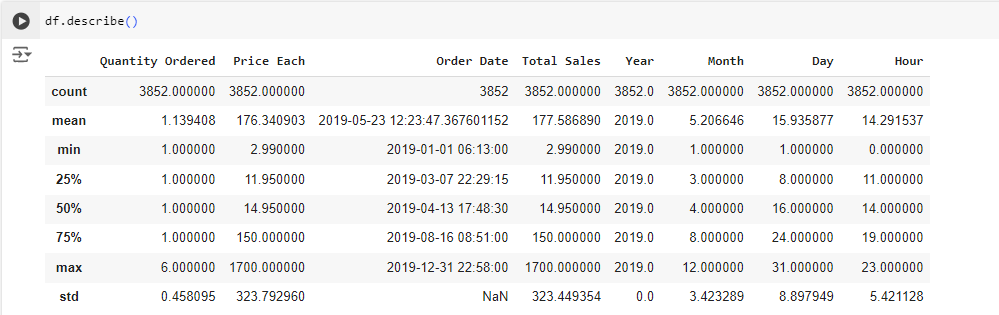 df.describe()
Quantity Ordered Price Each Order Date Total Sales Year Month Day Hour
count 3852.000000 3852.000000 3852 3852.000000 3852.0 3852.000000 3852.000000 3852.000000
mean 1.139408 176.340903 2019-05-23 12:23:47.367601152 177.586890 2019.0 5.206646 15.935877 14.291537
min 1.000000 2.990000 2019-01-01 06:13:00 2.990000 2019.0 1.000000 1.000000 0.000000
25% 1.000000 11.950000 2019-03-07 22:29:15 11.950000 2019.0 3.000000 8.000000 11.000000
50% 1.000000 14.950000 2019-04-13 17:48:30 14.950000 2019.0 4.000000 16.000000 14.000000
75% 1.000000 150.000000 2019-08-16 08:51:00 150.000000 2019.0 8.000000 24.000000 19.000000
max 6.000000 1700.000000 2019-12-31 22:58:00 1700.000000 2019.0 12.000000 31.000000 23.000000
std 0.458095 323.792960 NaN 323.449354 0.0 3.423289 8.897949 5.421128